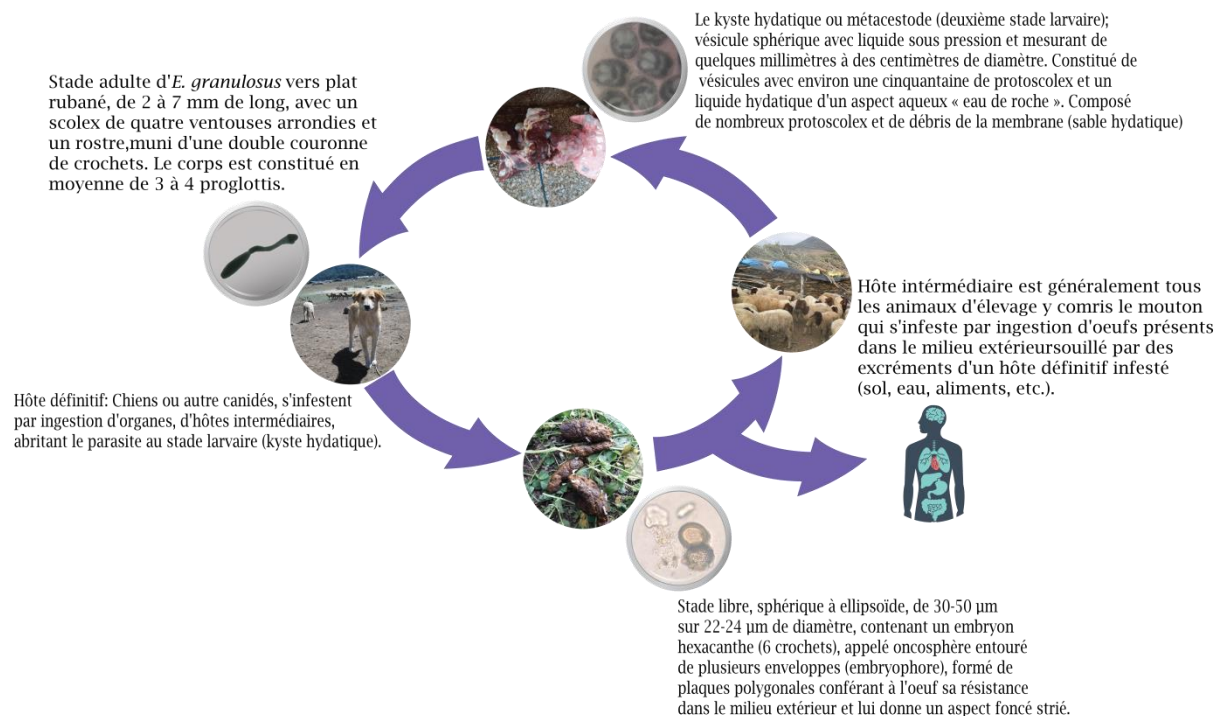 Le kyste hydatique ou métacestode (deuxième stade larvaire);
vésicule sphérique avec liquide sous pression et mesurant de
quelques millimètres à des centimètres de diamètre. Constitué de
vésicules avec environ une cinquantaine de protoscolex et un
liquide hydatique d'un aspect aqueux « eau de roche ». Composé
de nombreux protoscolex et de débris de la membrane (sable hydatique)
Stade adulte d'E. granulosus vers plat
rubané, de 2 à 7 mm de long, avec un
scolex de quatre ventouses arrondies et
un rostre,muni d'une double couronne
de crochets. Le corps est constitué en
moyenne de 3 à 4 proglottis.
Hôte intérmédiaire est généralement tous
les animaux d'élevage y comris le mouton
qui s'infeste par ingestion d'oeufs présents
dans le milieu extérieursouillé par des
excréments d'un hôte définitif infesté
(sol, eau, aliments, etc.).
Hôte définitif: Chiens ou autre canidés, s'infestent
par ingestion d'organes, d'hôtes intermédiaires,
abritant le parasite au stade larvaire (kyste hydatique).
Stade libre, sphérique à ellipsoïde, de 30-50 µm
sur 22-24 µm de diamètre, contenant un embryon
hexacanthe (6 crochets), appelé oncosphère entouré
de plusieurs enveloppes (embryophore), formé de
plaques polygonales conférant à l'oeuf sa résistance
dans le milieu extérieur et lui donne un aspect foncé strié.